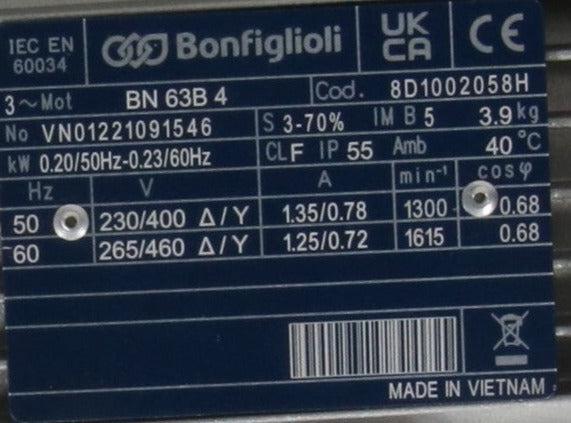 IEC EN
60034
Bonfiglioli
UK
CA
CE
3~Mot BN 63B 4 Cod. 8D1002058H
No VN01221091546 S 3-70% IM B5 3.9 kg
kW 0.20/50Hz-0.23/60Hz CL F IP 55 Amb 40 °C
Hz V A min⁻¹ cosφ
50 230/400 Δ/Y 1.35/0.78 1300 0.68
60 265/460 Δ/Y 1.25/0.72 1615 0.68
MADE IN VIETNAM